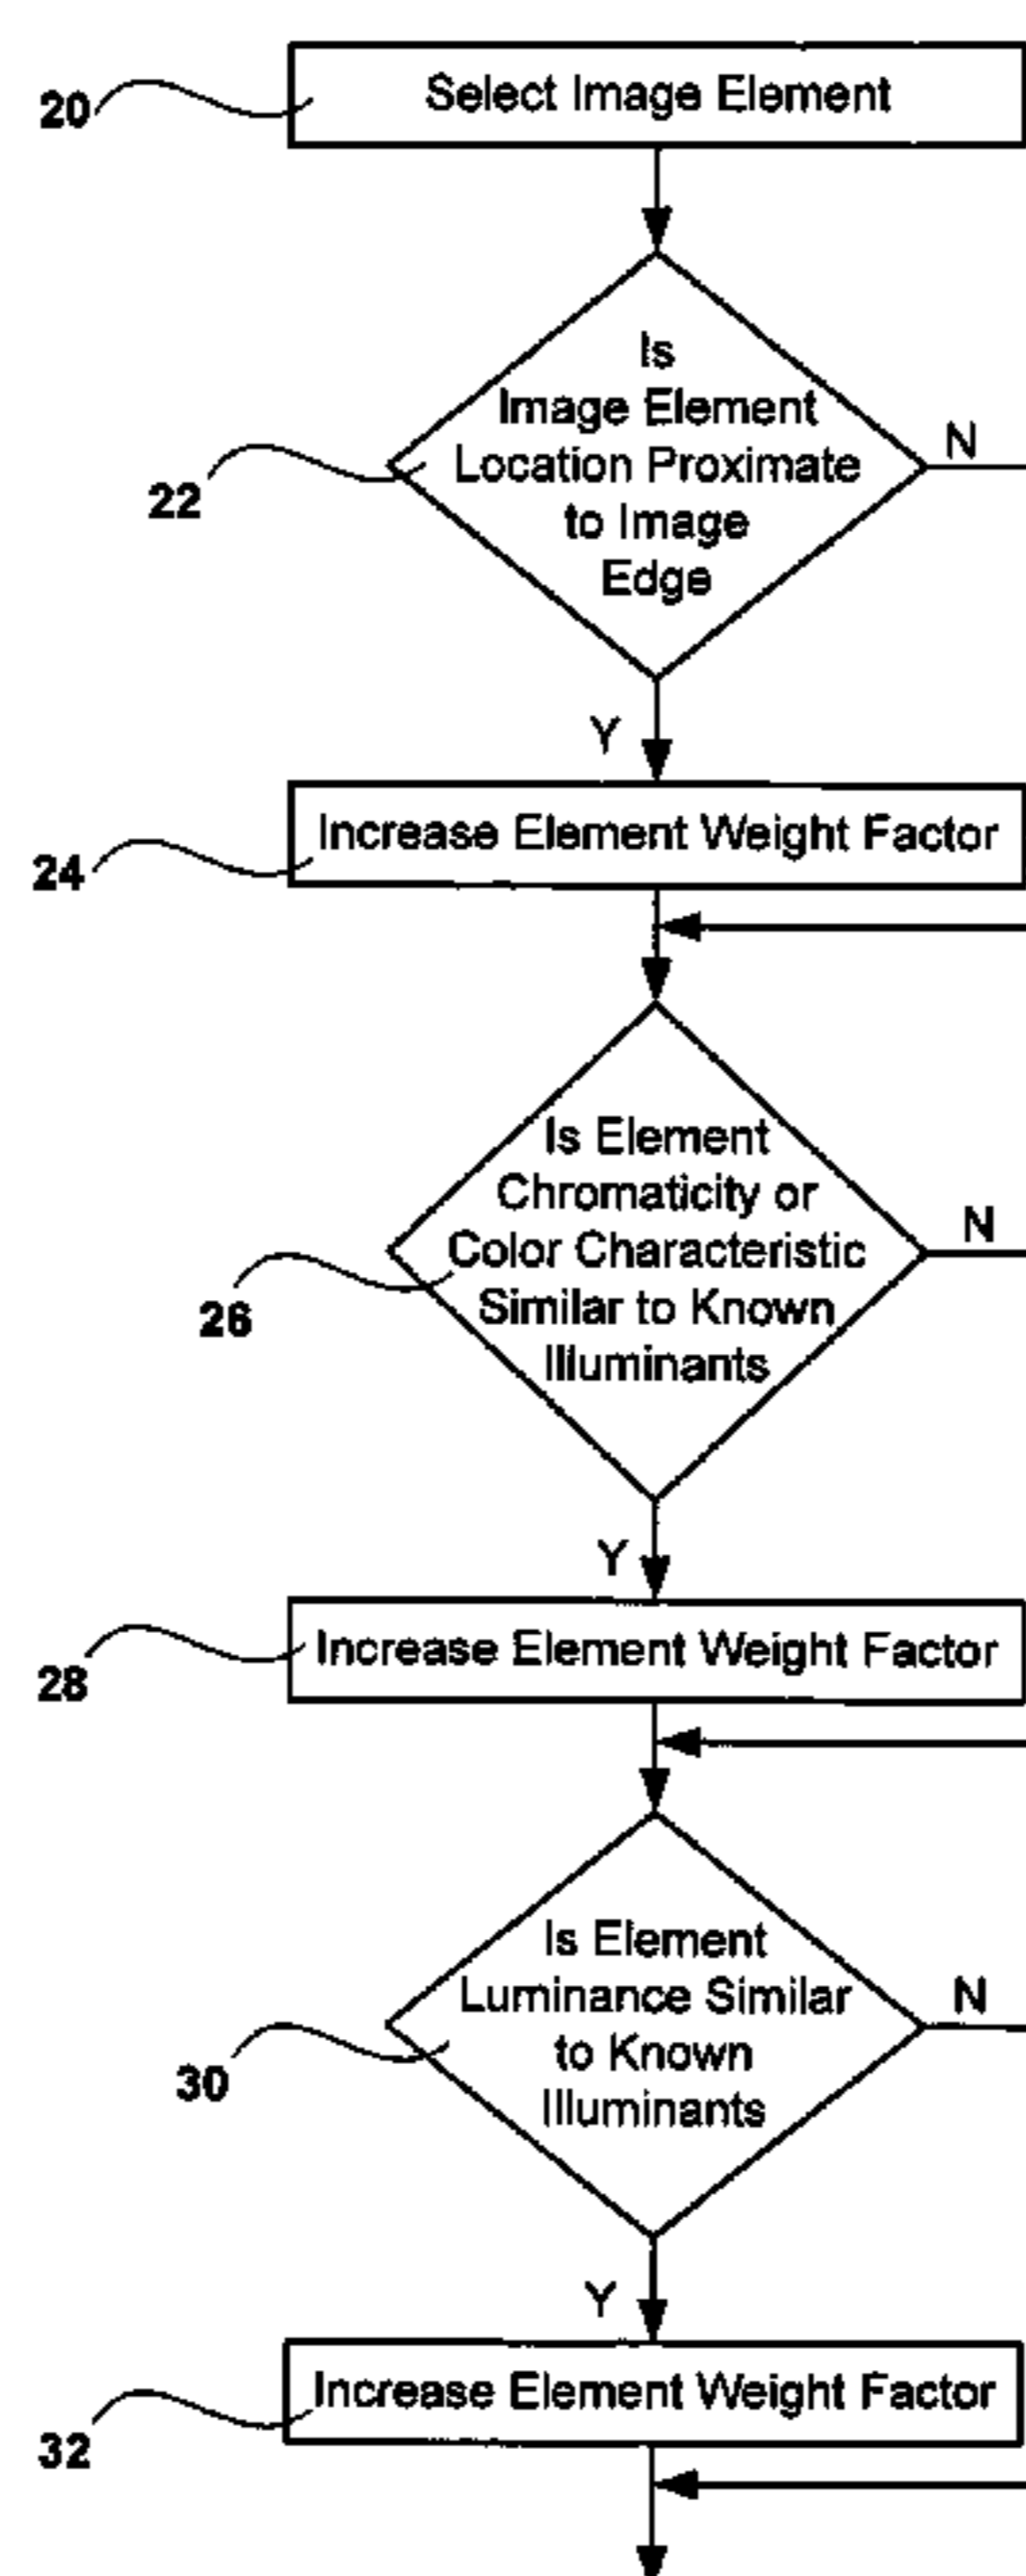 20
Select Image Element
Is
Image Element
Location Proximate
to Image
Edge
N
22
Y
Increase Element Weight Factor
24
Is Element
Chromaticity or
Color Characteristic
Similar to Known
Illuminants
N
26
Y
Increase Element Weight Factor
28
Is Element
Luminance Similar
to Known
Illuminants
N
30
Y
Increase Element Weight Factor
32